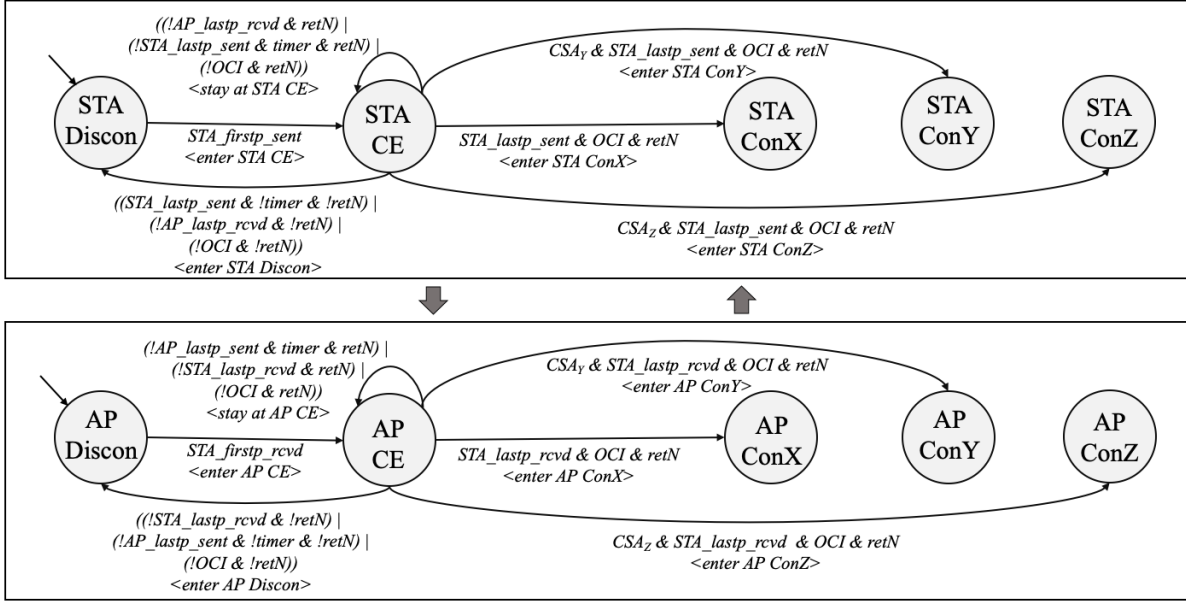 ((!AP_lastp_rcvd & retN) |
(!STA_lastp_sent & timer & retN) |
(!OCI & retN))
<stay at STA CE>
CSAY & STA_lastp_sent & OCI & retN
<enter STA ConY>
STA
Discon
STA
CE
STA
ConX
STA
ConY
STA
ConZ
STA_firstp_sent
<enter STA CE>
STA_lastp_sent & OCI & retN
<enter STA ConX>
((STA_lastp_sent & !timer & !retN) |
(!AP_lastp_rcvd & !retN) |
(!OCI & !retN))
<enter STA Discon>
CSAZ & STA_lastp_sent & OCI & retN
<enter STA ConZ>
(!AP_lastp_sent & timer & retN) |
(!STA_lastp_rcvd & retN) |
(!OCI & retN))
<stay at AP CE>
CSAY & STA_lastp_rcvd & OCI & retN
<enter AP ConY>
AP
Discon
AP
CE
AP
ConX
AP
ConY
AP
ConZ
STA_firstp_rcvd
<enter AP CE>
STA_lastp_rcvd & OCI & retN
<enter AP ConX>
((!STA_lastp_rcvd & !retN) |
(!AP_lastp_sent & !timer & !retN) |
(!OCI & !retN))
<enter AP Discon>
CSAZ & STA_lastp_rcvd & OCI & retN
<enter AP ConZ>